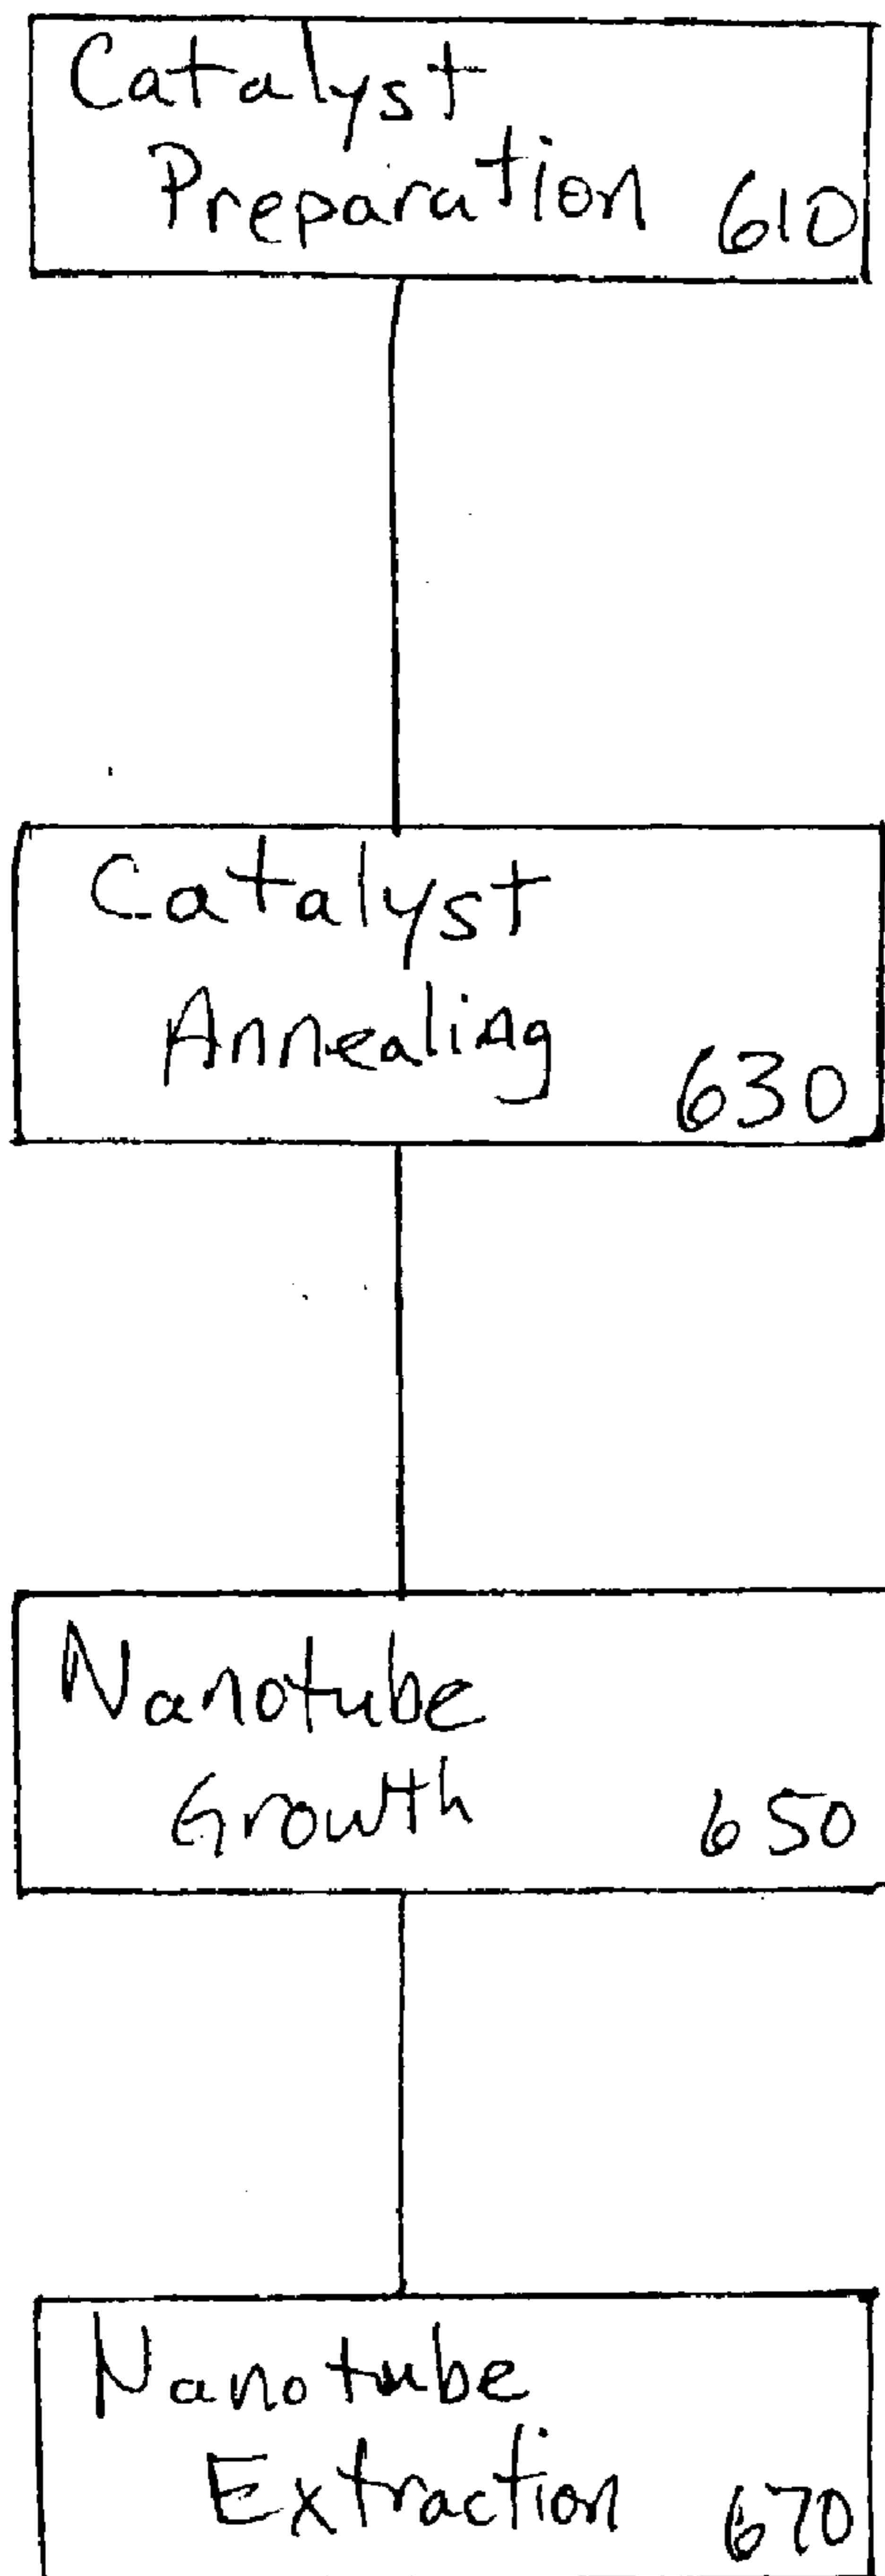 Catalyst
Preparation 610
Catalyst
Annealing
630
Nanotube
Growth 650
Nanotube
Extraction 670